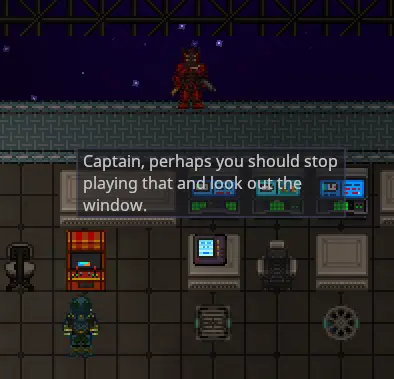 Captain, perhaps you should stop
playing that and look out the
window.